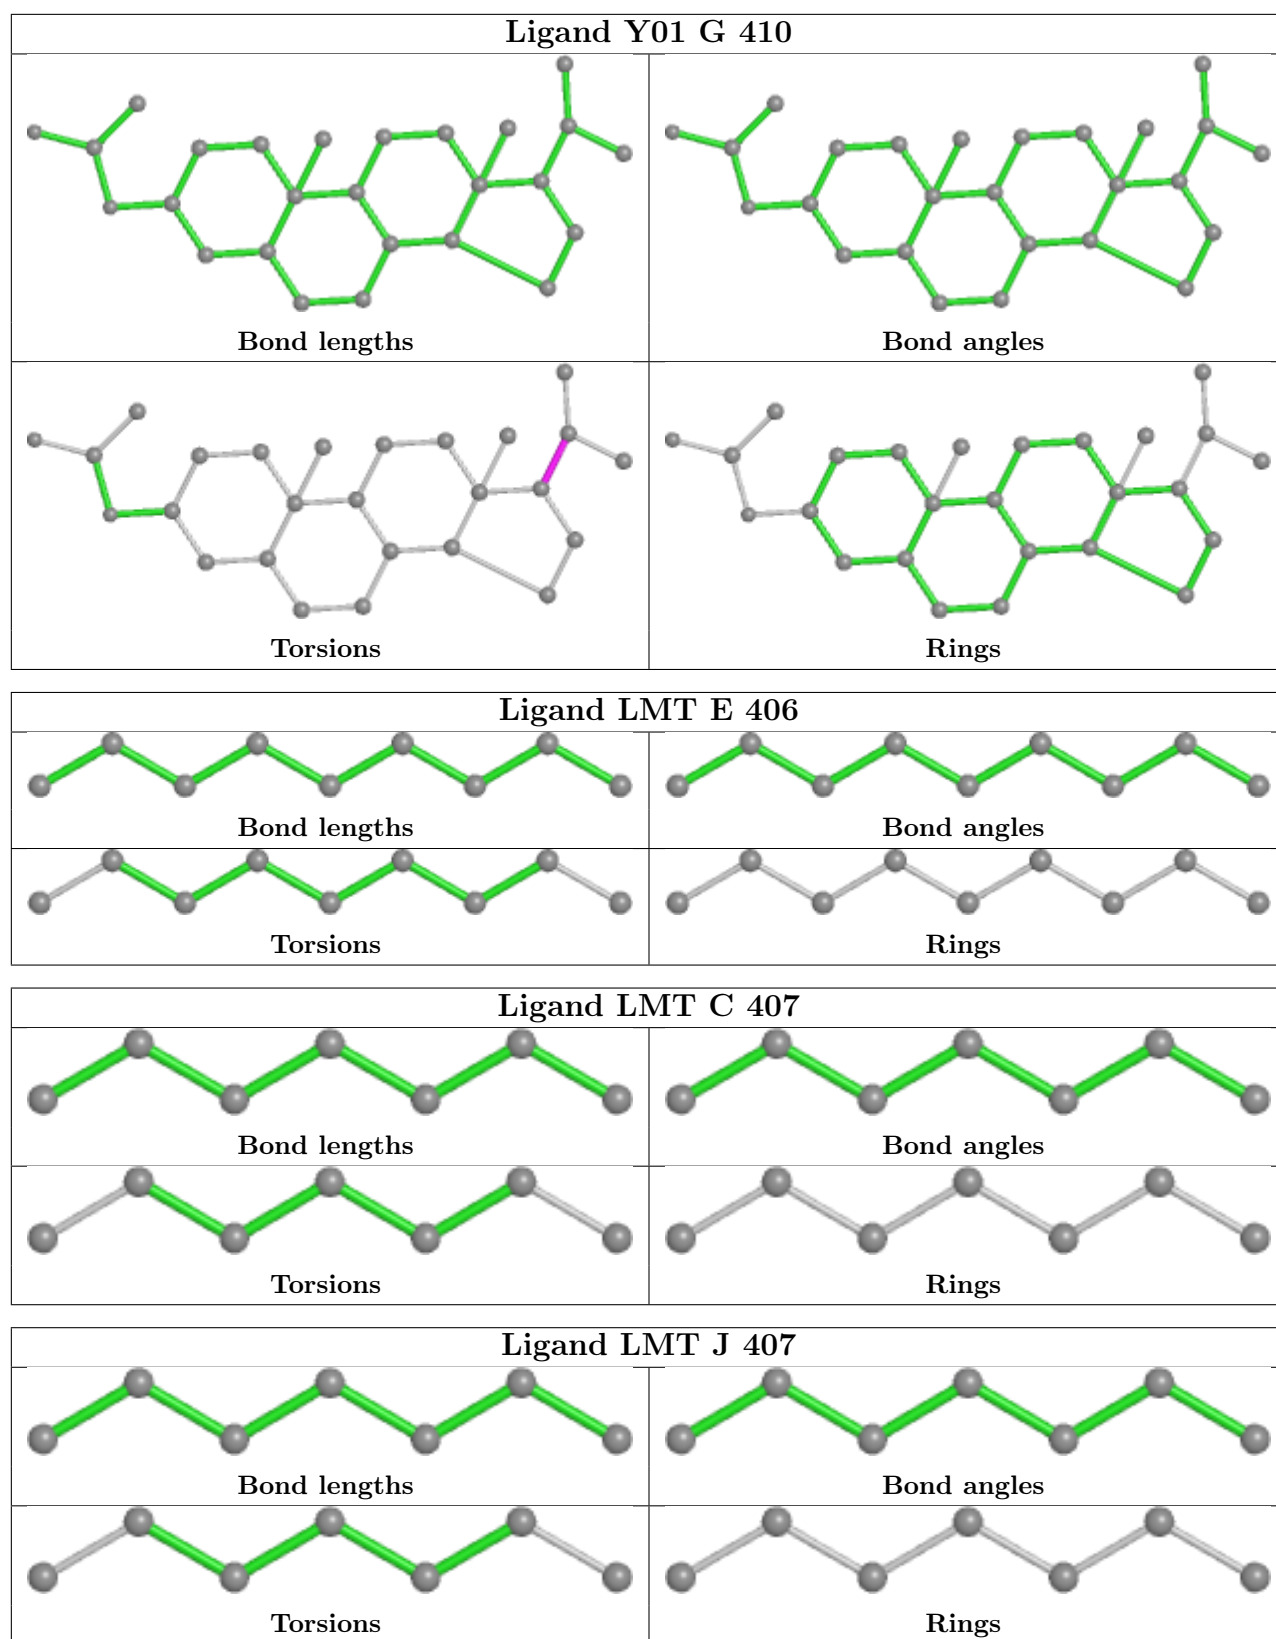 Ligand Y01 G 410
Bond lengths Bond angles
Torsions Rings
Ligand LMT E 406
Bond lengths Bond angles
Torsions Rings
Ligand LMT C 407
Bond lengths Bond angles
Torsions Rings
Ligand LMT J 407
Bond lengths Bond angles
Torsions Rings